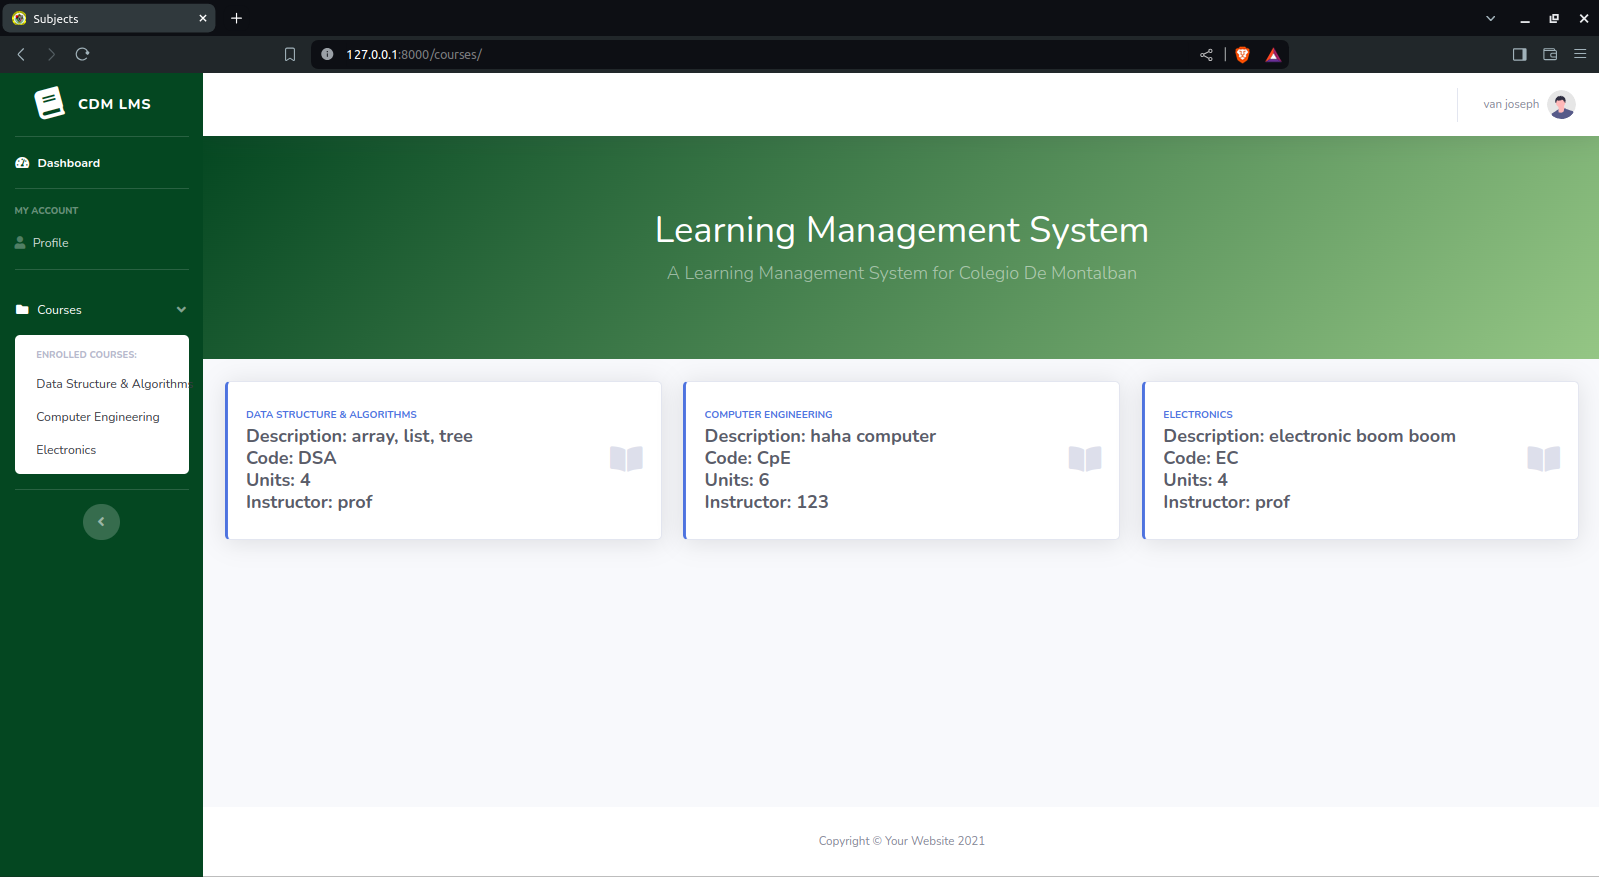 Subjects
127.0.0.1:8000/courses/
CDM LMS
van joseph
Dashboard
MY ACCOUNT
Profile
Courses
ENROLLED COURSES:
Data Structure & Algorithms
Computer Engineering
Electronics
Learning Management System
A Learning Management System for Colegio De Montalban
DATA STRUCTURE & ALGORITHMS
Description: array, list, tree
Code: DSA
Units: 4
Instructor: prof
COMPUTER ENGINEERING
Description: haha computer
Code: CpE
Units: 6
Instructor: 123
ELECTRONICS
Description: electronic boom boom
Code: EC
Units: 4
Instructor: prof
Copyright © Your Website 2021